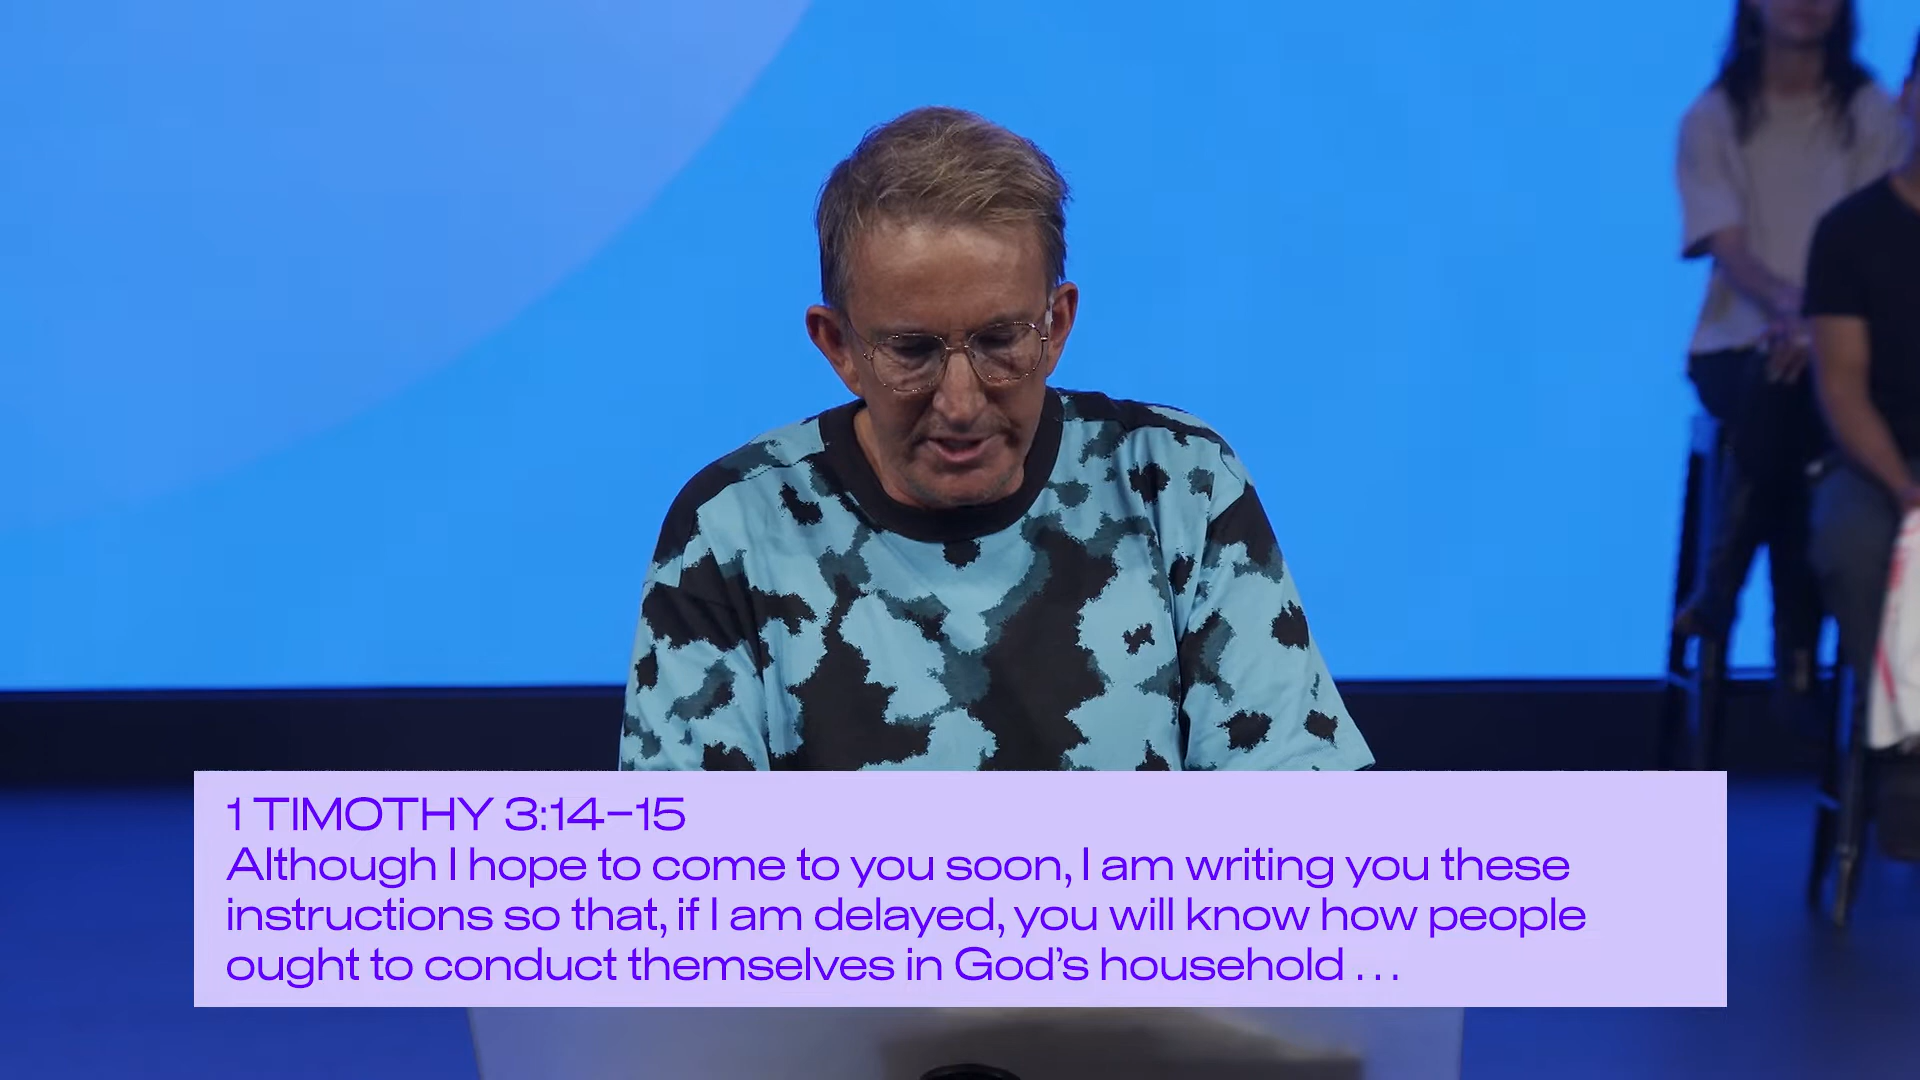 1 TIMOTHY 3:14–15
Although I hope to come to you soon, I am writing you these
instructions so that, if I am delayed, you will know how people
ought to conduct themselves in God’s household . . .